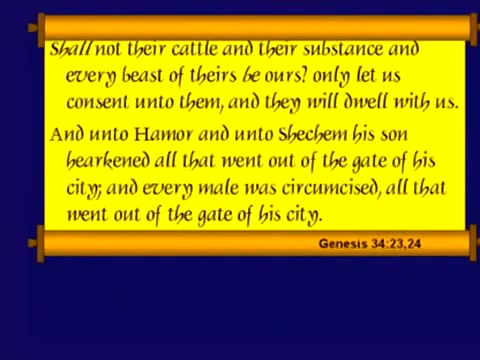 Shall not their cattle and their substance and
every beast of theirs be ours? only let us
consent unto them, and they will dwell with us.
And unto Hamor and unto Shechem his son
hearkened all that went out of the gate of his
city; and every male was circumcised, all that
went out of the gate of his city.
Genesis 34:23,24